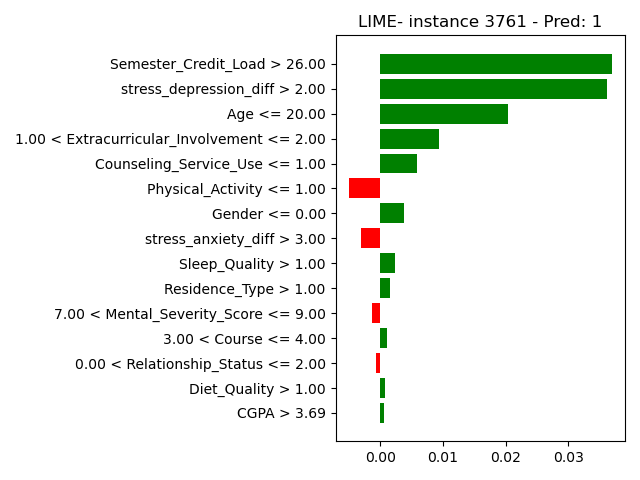 LIME- instance 3761 - Pred: 1
Semester_Credit_Load > 26.00
stress_depression_diff > 2.00
Age <= 20.00
1.00 < Extracurricular_Involvement <= 2.00
Counseling_Service_Use <= 1.00
Physical_Activity <= 1.00
Gender <= 0.00
stress_anxiety_diff > 3.00
Sleep_Quality > 1.00
Residence_Type > 1.00
7.00 < Mental_Severity_Score <= 9.00
3.00 < Course <= 4.00
0.00 < Relationship_Status <= 2.00
Diet_Quality > 1.00
CGPA > 3.69
0.00 0.01 0.02 0.03